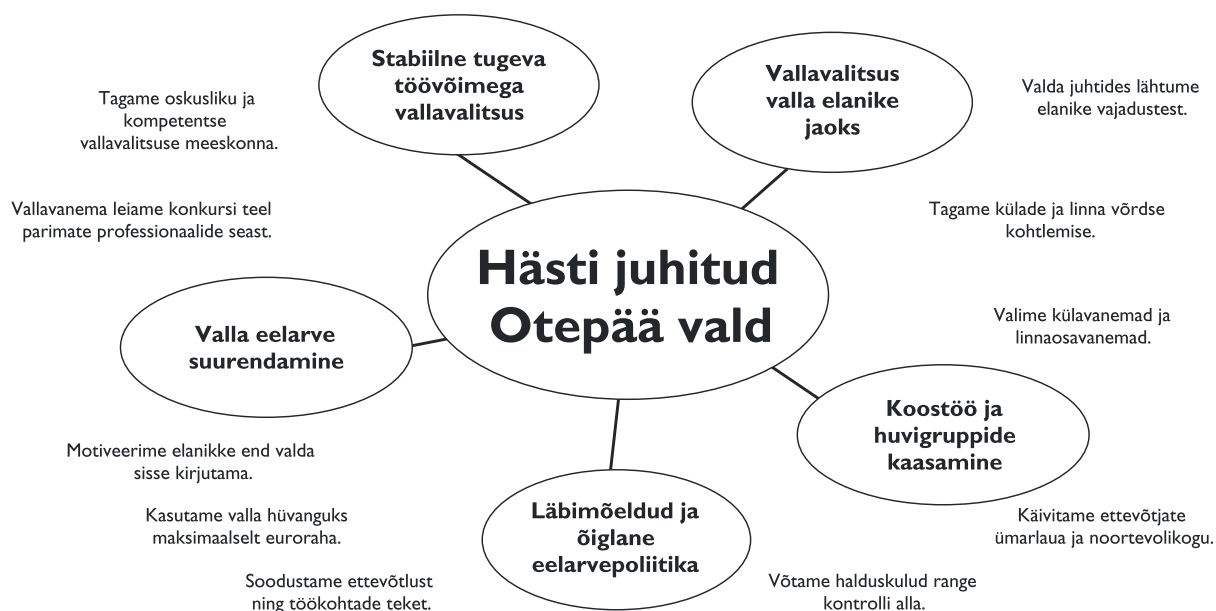 Stabiilne tugeva
töövõimega
vallavalitsus
Vallavalitsus
valla elanike
jaoks
Tagame oskusliku ja
kompetentse
vallavalitsuse meeskonna.
Valda juhtides lähtume
elanike vajadustest.
Vallavanema leiame konkursi teel
parimate professionaalide seast.
Tagame külade ja linna võrdse
kohtlemise.
Hästi juhitud
Otepää vald
Valla eelarve
suurendamine
Valime külavanemad ja
linnaosavanemad.
Koostöö ja
huvigruppide
kaasamine
Motiveerime elanikke end valda
sisse kirjutama.
Kasutame valla hüvanguks
maksimaalselt euroraha.
Läbimõeldud ja
õiglane
eelarvepoliitika
Käivitame ettevõtjate
ümarlaua ja noortevolikogu.
Soodustame ettevõtlust
ning töökohtade teket.
Võtame halduskulud range
kontrolli alla.